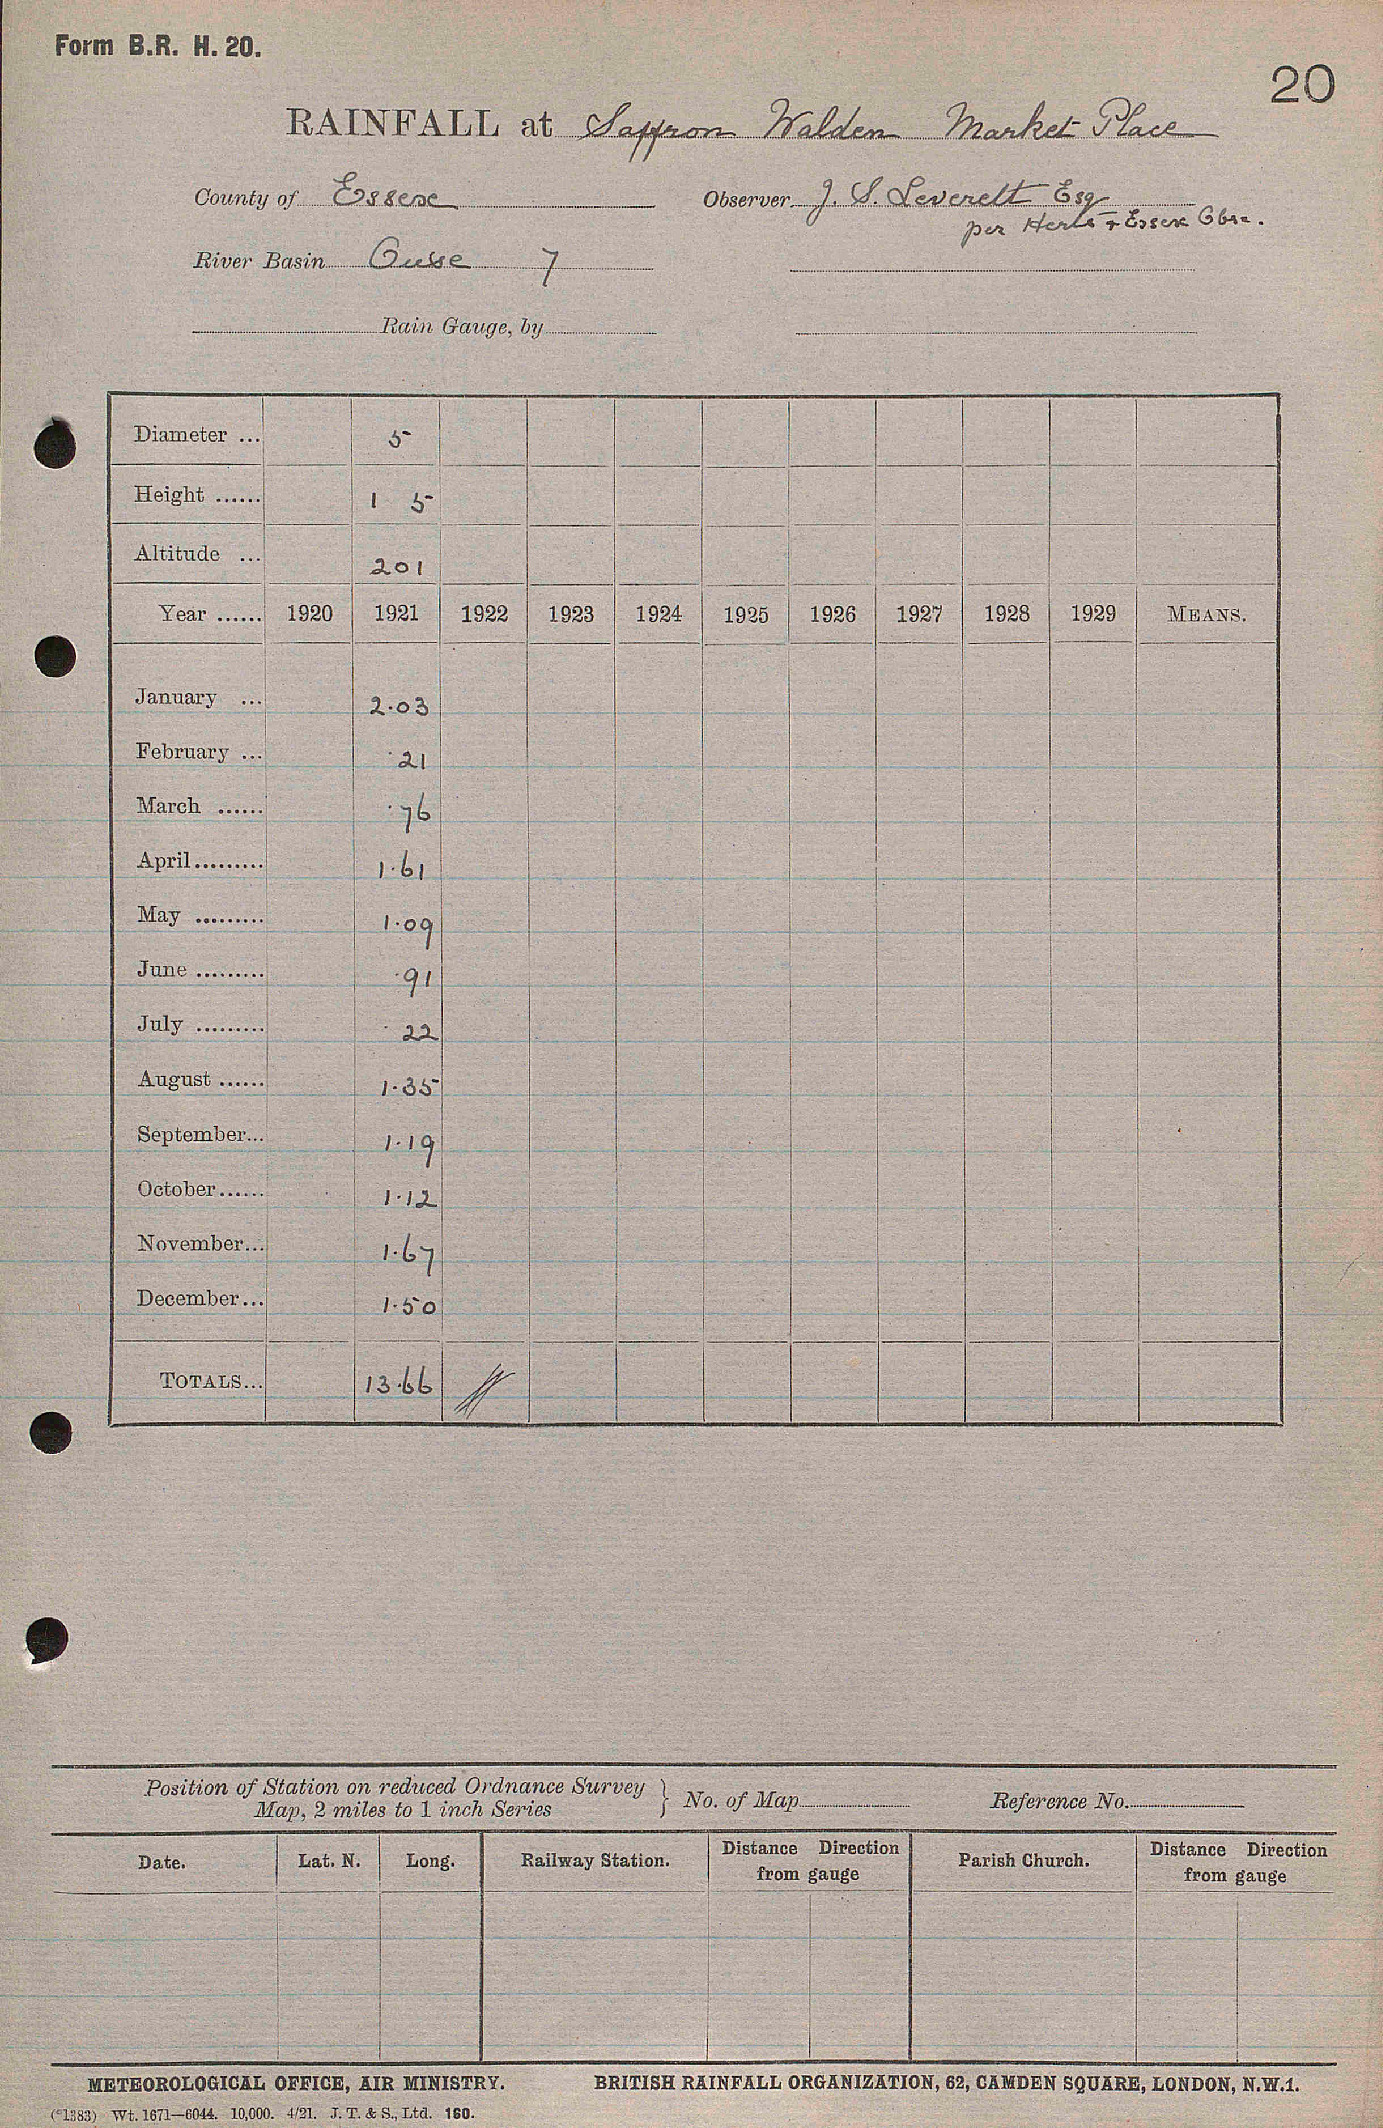 Form B.R. H. 20.
20
RAINFALL at Saffron Walden Market Place
County of Essex Observer J. S. Leverett Esq
per Herts + Essex Obsr.
River Basin Ouse 7
Rain Gauge, by
Diameter ... 5
Height ...... 1 5
Altitude ... 201
Year ...... 1920 1921 1922 1923 1924 1925 1926 1927 1928 1929 MEANS.
January ... 2.03
February ... .21
March ...... .76
April ......... 1.61
May ......... 1.09
June ......... .91
July ......... .22
August ...... 1.35
September... 1.19
October ...... 1.12
November... 1.67
December... 1.50
TOTALS... 13.66
Position of Station on reduced Ordnance Survey
Map, 2 miles to 1 inch Series } No. of Map Reference No.
Date. Lat. N. Long. Railway Station. Distance Direction from gauge Parish Church. Distance Direction from gauge
METEOROLOGICAL OFFICE, AIR MINISTRY. BRITISH RAINFALL ORGANIZATION, 62, CAMDEN SQUARE, LONDON, N.W.1.
(*1383) Wt. 1671—6044. 10,000. 4/21. J. T. & S., Ltd. 160.